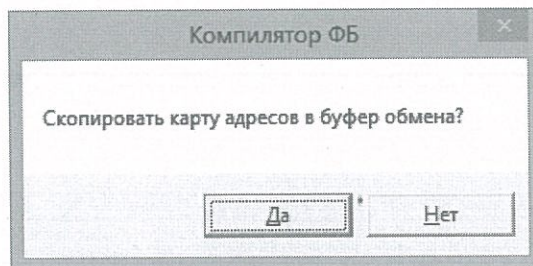 Компилятор ФБ
Скопировать карту адресов в буфер обмена?
Да
Нет